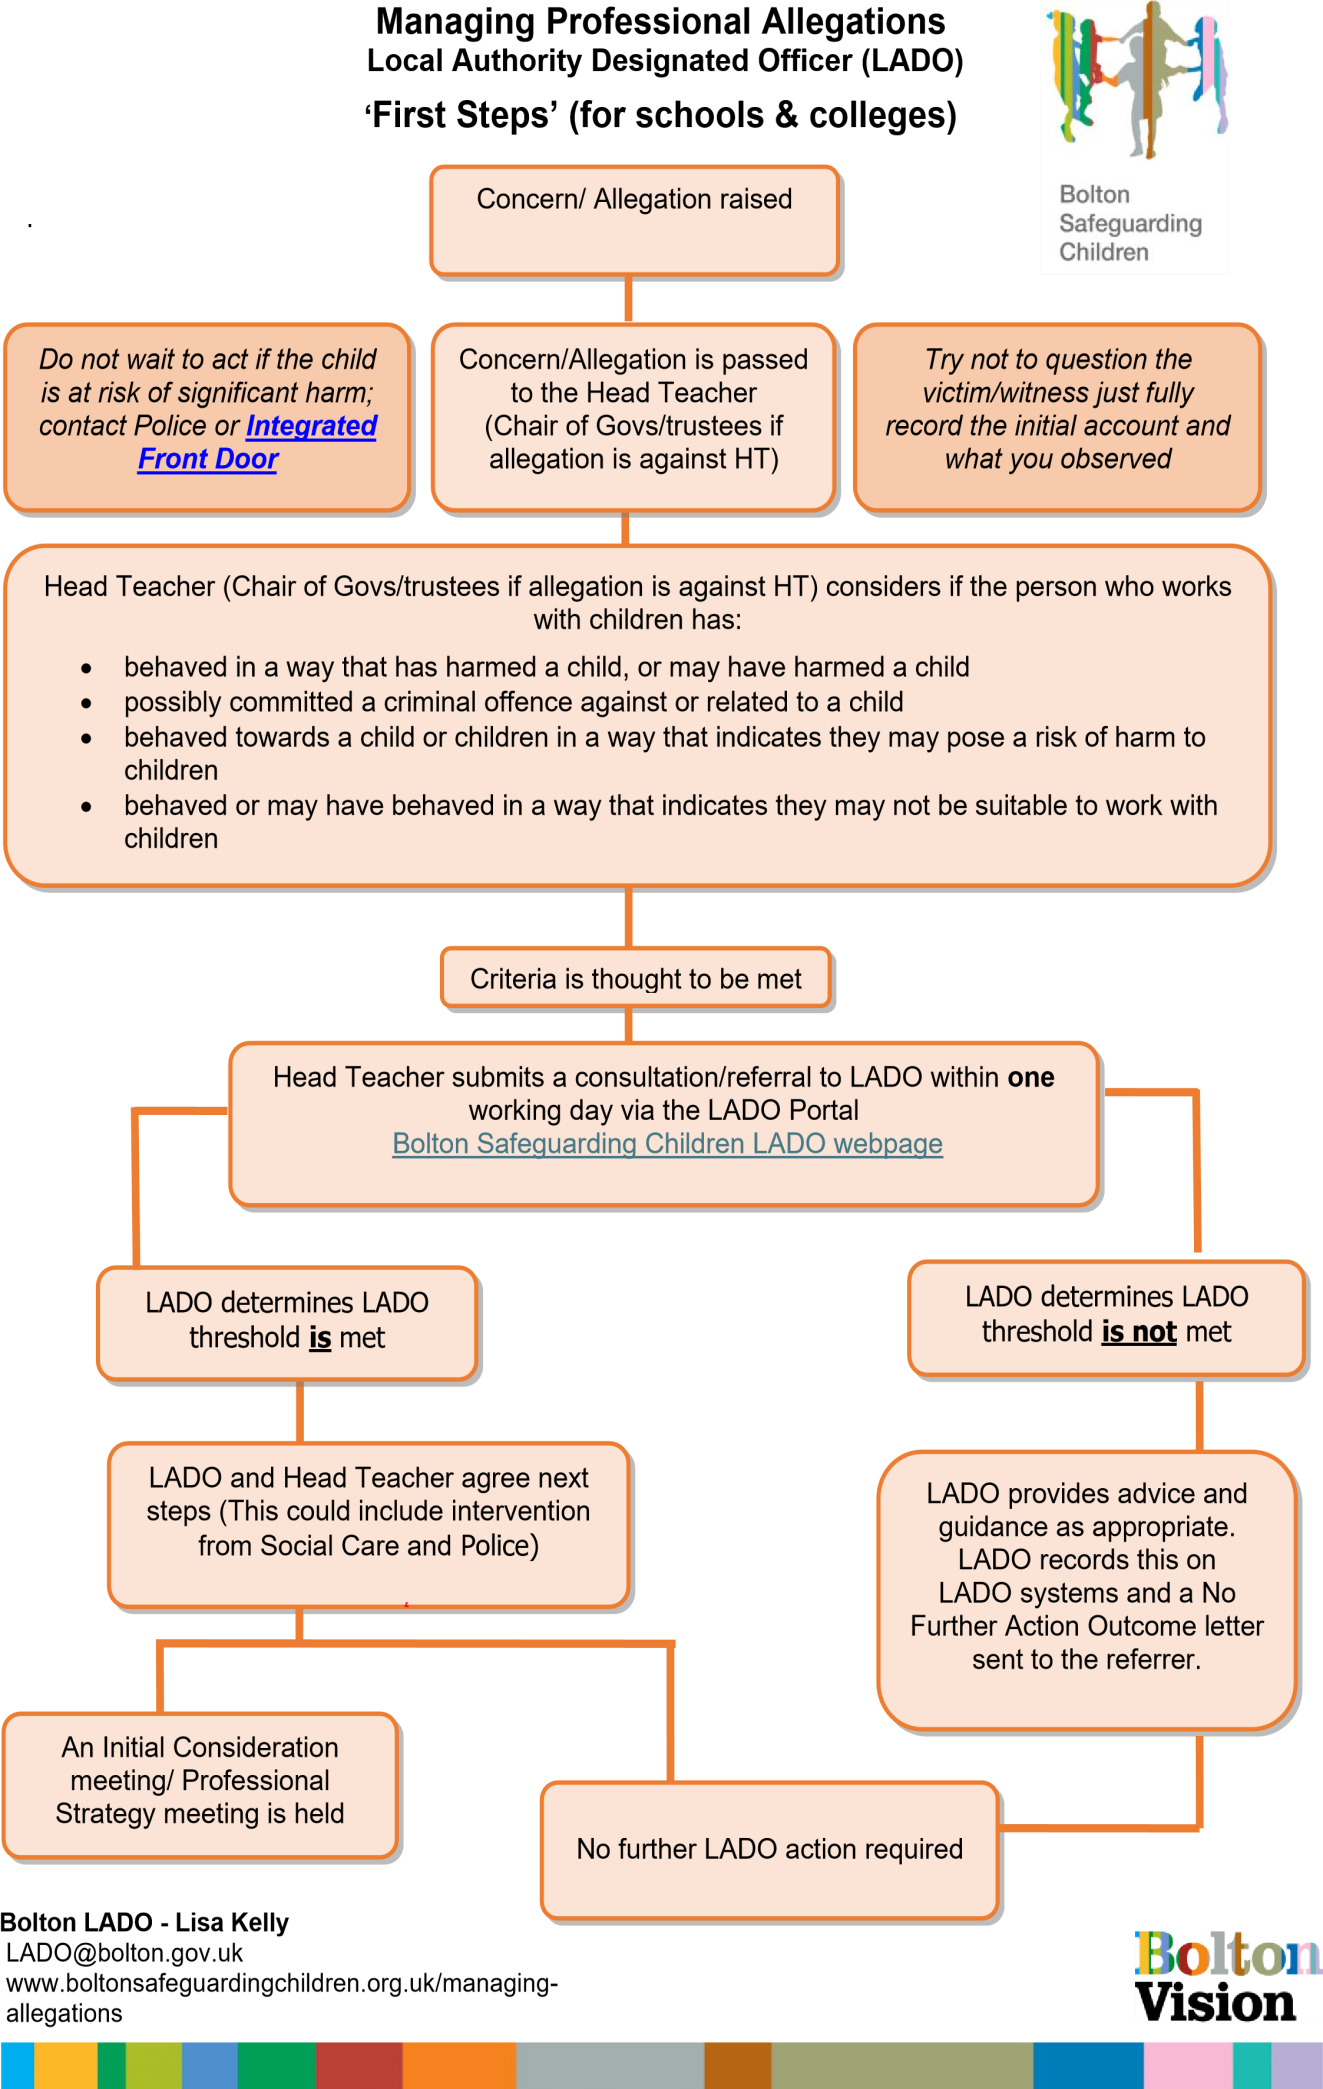 Managing Professional Allegations
Local Authority Designated Officer (LADO)
‘First Steps’ (for schools & colleges)
Bolton
Safeguarding
Children
Concern/ Allegation raised
.
Do not wait to act if the child
is at risk of significant harm;
contact Police or Integrated
Front Door
Concern/Allegation is passed
to the Head Teacher
(Chair of Govs/trustees if
allegation is against HT)
Try not to question the
victim/witness just fully
record the initial account and
what you observed
Head Teacher (Chair of Govs/trustees if allegation is against HT) considers if the person who works
with children has:
• behaved in a way that has harmed a child, or may have harmed a child
• possibly committed a criminal offence against or related to a child
• behaved towards a child or children in a way that indicates they may pose a risk of harm to
children
• behaved or may have behaved in a way that indicates they may not be suitable to work with
children
Criteria is thought to be met
Head Teacher submits a consultation/referral to LADO within one
working day via the LADO Portal
Bolton Safeguarding Children LADO webpage
LADO determines LADO
threshold is met
LADO determines LADO
threshold is not met
LADO and Head Teacher agree next
steps (This could include intervention
from Social Care and Police)
LADO provides advice and
guidance as appropriate.
LADO records this on
LADO systems and a No
Further Action Outcome letter
sent to the referrer.
An Initial Consideration
meeting/ Professional
Strategy meeting is held
No further LADO action required
Bolton LADO - Lisa Kelly
LADO@bolton.gov.uk
www.boltonsafeguardingchildren.org.uk/managing-
allegations
Bolton
Vision